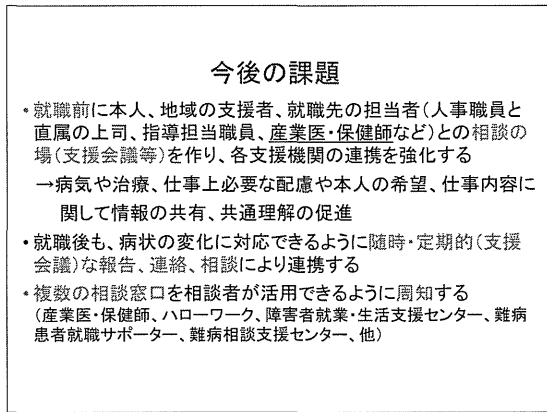 今後の課題
・就職前に本人、地域の支援者、就職先の担当者(人事職員と
直属の上司、指導担当職員、産業医・保健師など)との相談の
場(支援会議等)を作り、各支援機関の連携を強化する
→病気や治療、仕事上必要な配慮や本人の希望、仕事内容に
関して情報の共有、共通理解の促進
・就職後も、病状の変化に対応できるように随時・定期的(支援
会議)な報告、連絡、相談により連携する
・複数の相談窓口を相談者が活用できるように周知する
(産業医・保健師、ハローワーク、障害者就業・生活支援センター、難病
患者就職サポーター、難病相談支援センター、他)